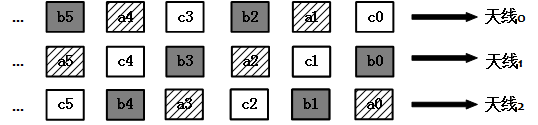 ... b5 a4 c3 b2 a1 c0 天线0
... a5 c4 b3 a2 c1 b0 天线1
... c5 b4 a3 c2 b1 a0 天线2